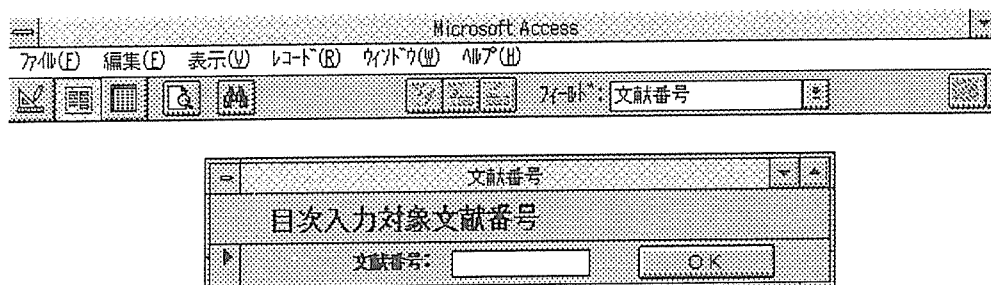 Microsoft Access
ﾌｧｲﾙ(F) 編集(E) 表示(V) ﾚｺｰﾄﾞ(R) ｳｨﾝﾄﾞｳ(W) ﾍﾙﾌﾟ(H)
ﾌｨｰﾙﾄﾞ: 文献番号
文献番号
目次入力対象文献番号
文献番号: OK